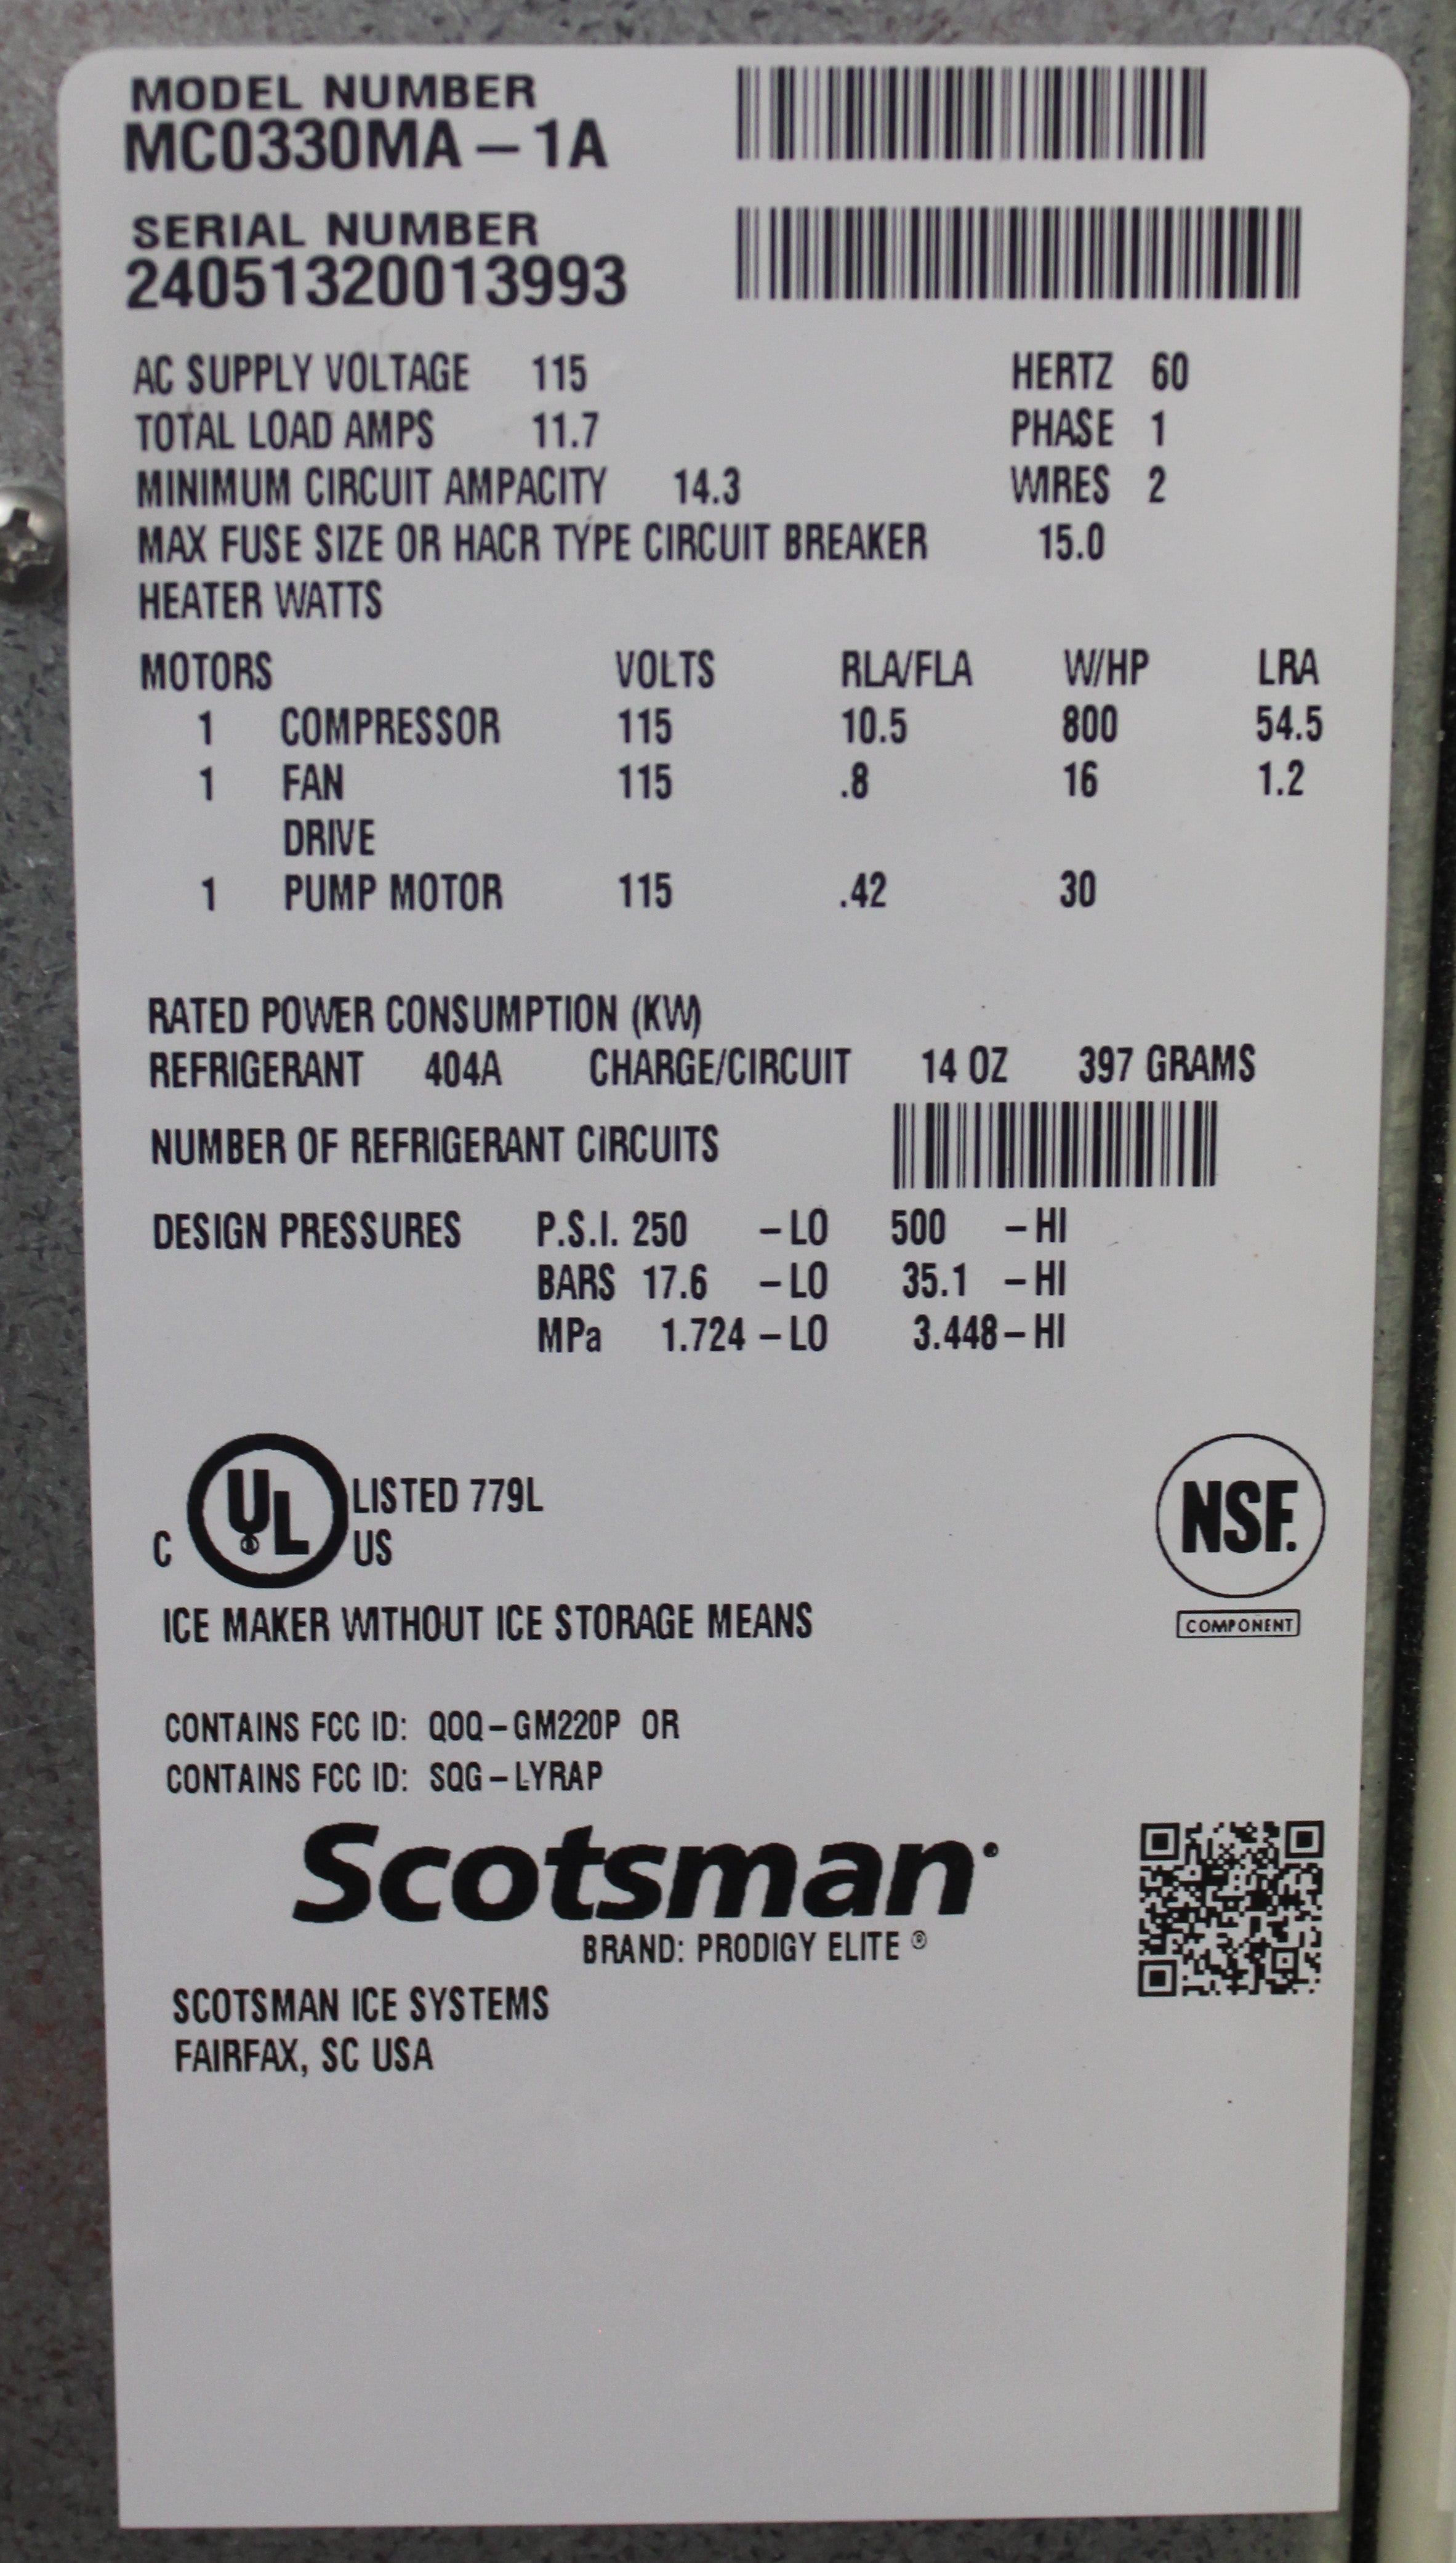 MODEL NUMBER
MC0330MA-1A
SERIAL NUMBER
24051320013993
AC SUPPLY VOLTAGE 115 HERTZ 60
TOTAL LOAD AMPS 11.7 PHASE 1
MINIMUM CIRCUIT AMPACITY 14.3 WIRES 2
MAX FUSE SIZE OR HACR TYPE CIRCUIT BREAKER 15.0
HEATER WATTS
MOTORS VOLTS RLA/FLA W/HP LRA
1 COMPRESSOR 115 10.5 800 54.5
1 FAN 115 .8 16 1.2
DRIVE
1 PUMP MOTOR 115 .42 30
RATED POWER CONSUMPTION (KW)
REFRIGERANT 404A CHARGE/CIRCUIT 14 OZ 397 GRAMS
NUMBER OF REFRIGERANT CIRCUITS
DESIGN PRESSURES P.S.I. 250 -LO 500 -HI
BARS 17.6 -LO 35.1 -HI
MPa 1.724 -LO 3.448-HI
UL LISTED 779L
C US
NSF.
COMPONENT
ICE MAKER WITHOUT ICE STORAGE MEANS
CONTAINS FCC ID: QOQ-GM220P OR
CONTAINS FCC ID: SQG-LYRAP
Scotsman
BRAND: PRODIGY ELITE ®
SCOTSMAN ICE SYSTEMS
FAIRFAX, SC USA